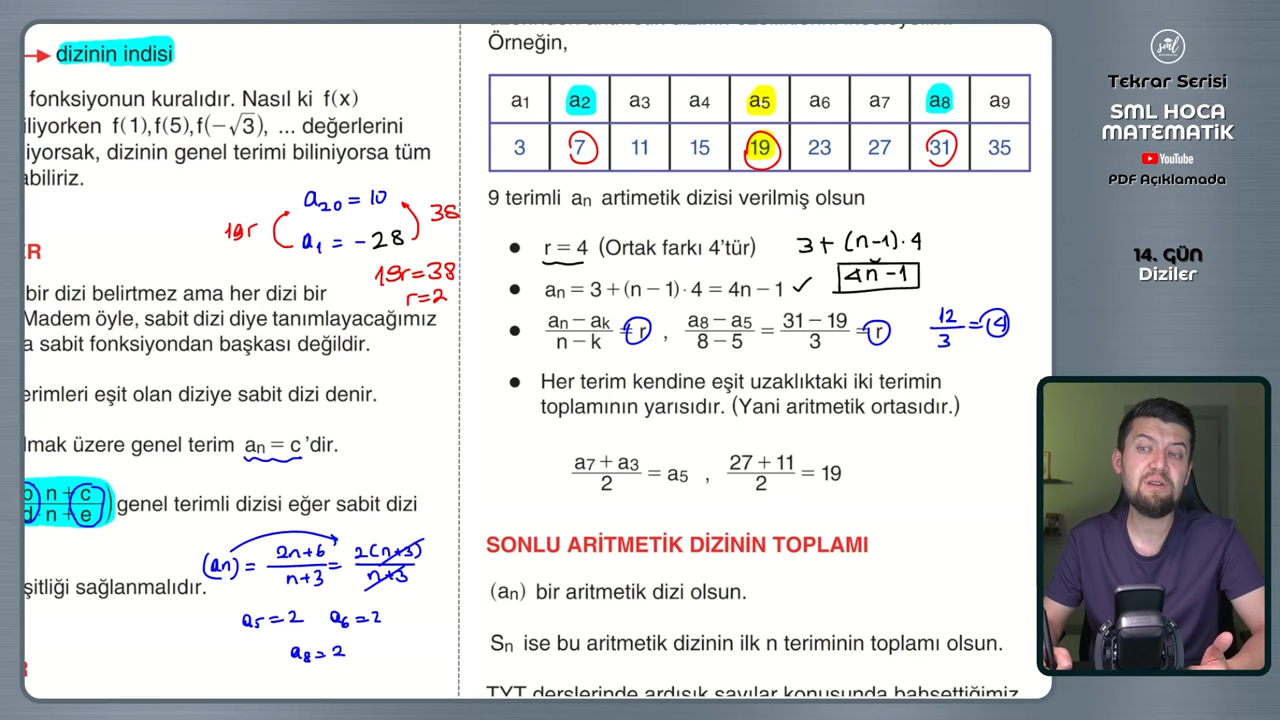 dizinin indisi
fonksiyonun kuralıdır. Nasıl ki f(x)
iliyorken f(1), f(5), f(−√3), ... değerlerini
iyorsak, dizinin genel terimi biliniyorsa tüm
abiliriz.
a20 = 10
19r
38
a1 = −28
19r = 38
r = 2
R
bir dizi belirtmez ama her dizi bir
Madem öyle, sabit dizi diye tanımlayacağımız
a sabit fonksiyondan başkası değildir.
erimleri eşit olan diziye sabit dizi denir.
lmak üzere genel terim an = c 'dir.
b n + c
d·n + e
genel terimli dizisi eğer sabit dizi
(an) = 2n+6 / n+3 = 2(n+3) / n+3
şitliği sağlanmalıdır.
a5 = 2 a6 = 2
a8 = 2
Örneğin,
a1 a2 a3 a4 a5 a6 a7 a8 a9
3 7 11 15 19 23 27 31 35
9 terimli an artimetik dizisi verilmiş olsun
• r = 4 (Ortak farkı 4'tür)
3 + (n−1)·4
4n − 1
• an = 3 + (n − 1) · 4 = 4n − 1 ✓
• an − ak / n − k = r , a8 − a5 / 8 − 5 = 31 − 19 / 3 = r
12 / 3 = 4
• Her terim kendine eşit uzaklıktaki iki terimin
toplamının yarısıdır. (Yani aritmetik ortasıdır.)
a7 + a3 / 2 = a5 , 27 + 11 / 2 = 19
SONLU ARİTMETİK DİZİNİN TOPLAMI
(an) bir aritmetik dizi olsun.
Sn ise bu aritmetik dizinin ilk n teriminin toplamı olsun.
TYT derslerinde ardışık sayılar konusunda bahsettiğimiz
sml
Tekrar Serisi
SML HOCA
MATEMATİK
YouTube
PDF Açıklamada
14. GÜN
Diziler